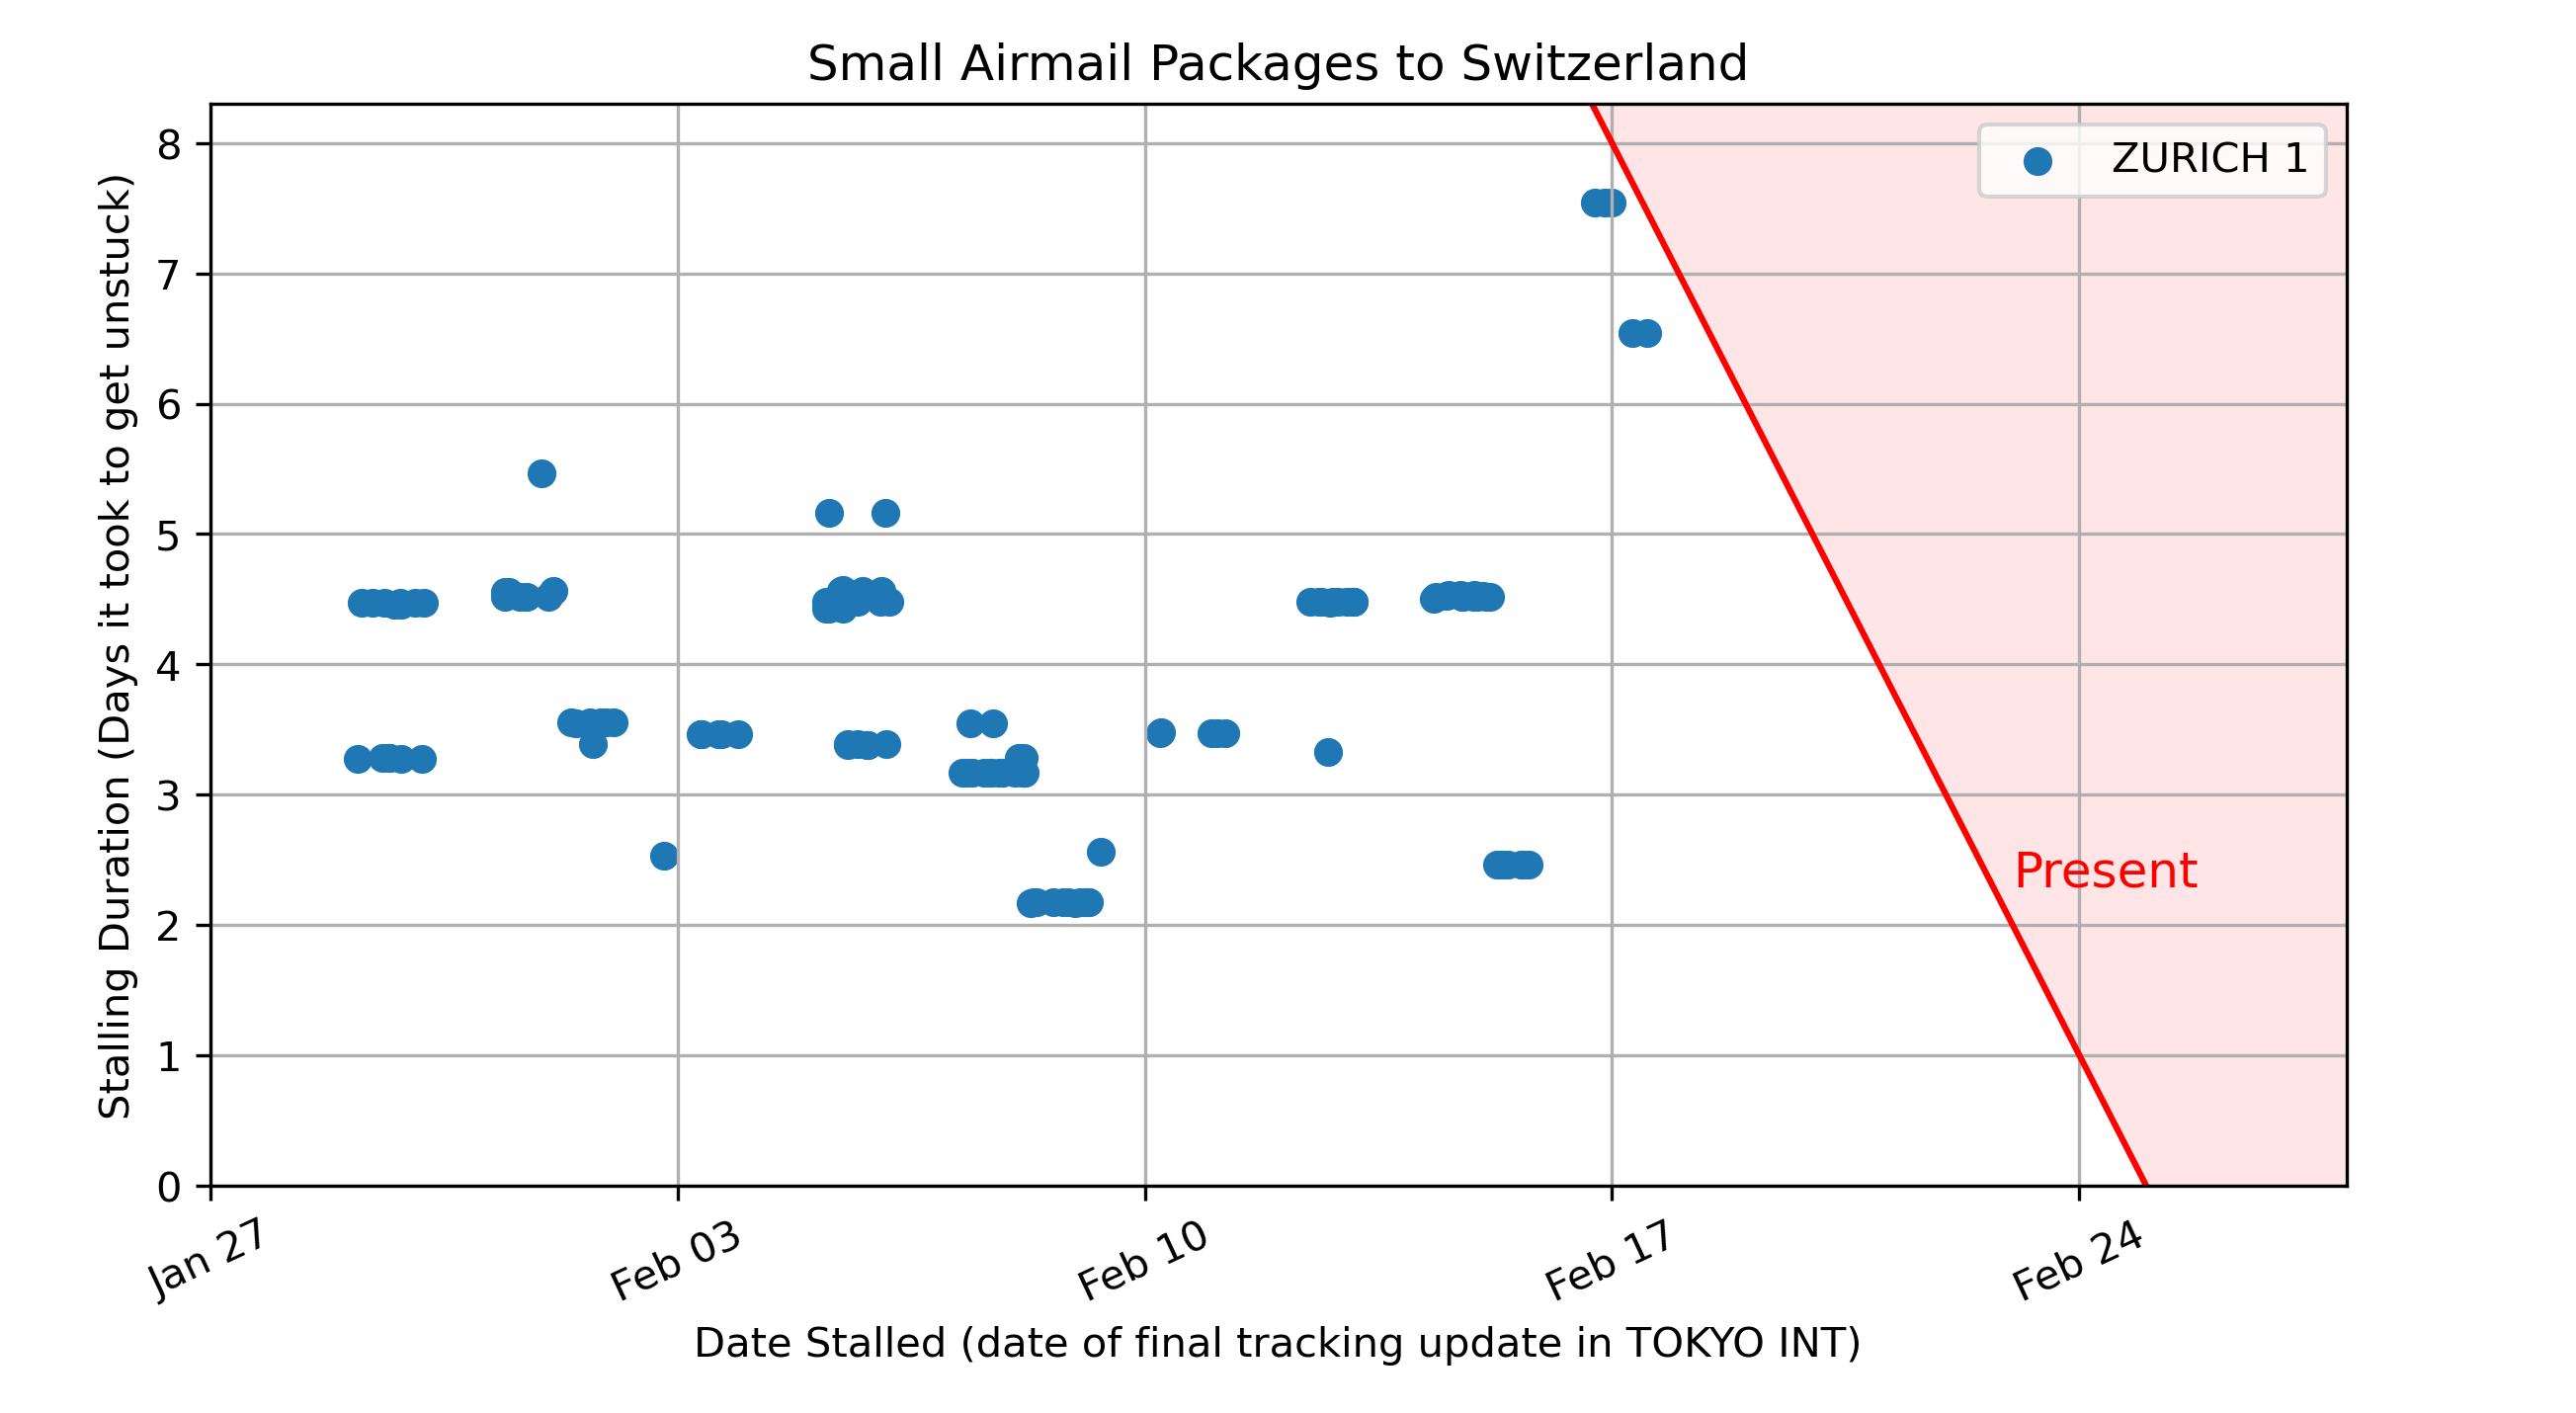 Small Airmail Packages to Switzerland
ZURICH 1
Stalling Duration (Days it took to get unstuck)
8
7
6
5
4
3
2
1
0
Present
Jan 27
Feb 03
Feb 10
Feb 17
Feb 24
Date Stalled (date of final tracking update in TOKYO INT)